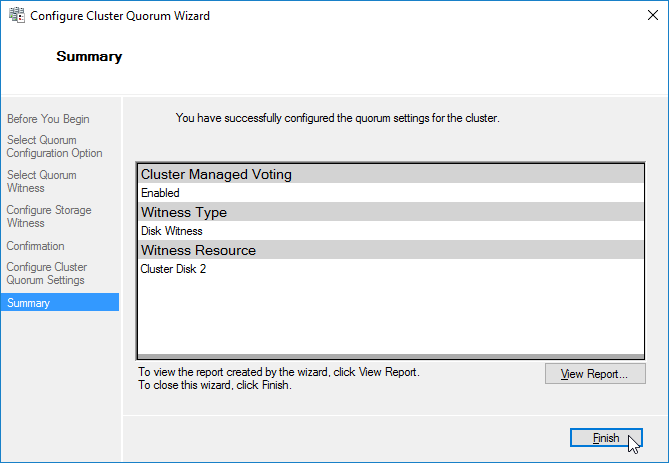 Configure Cluster Quorum Wizard
Summary
Before You Begin
Select Quorum
Configuration Option
Select Quorum
Witness
Configure Storage
Witness
Confirmation
Configure Cluster
Quorum Settings
Summary
You have successfully configured the quorum settings for the cluster.
Cluster Managed Voting
Enabled
Witness Type
Disk Witness
Witness Resource
Cluster Disk 2
To view the report created by the wizard, click View Report.
To close this wizard, click Finish.
View Report...
Finish